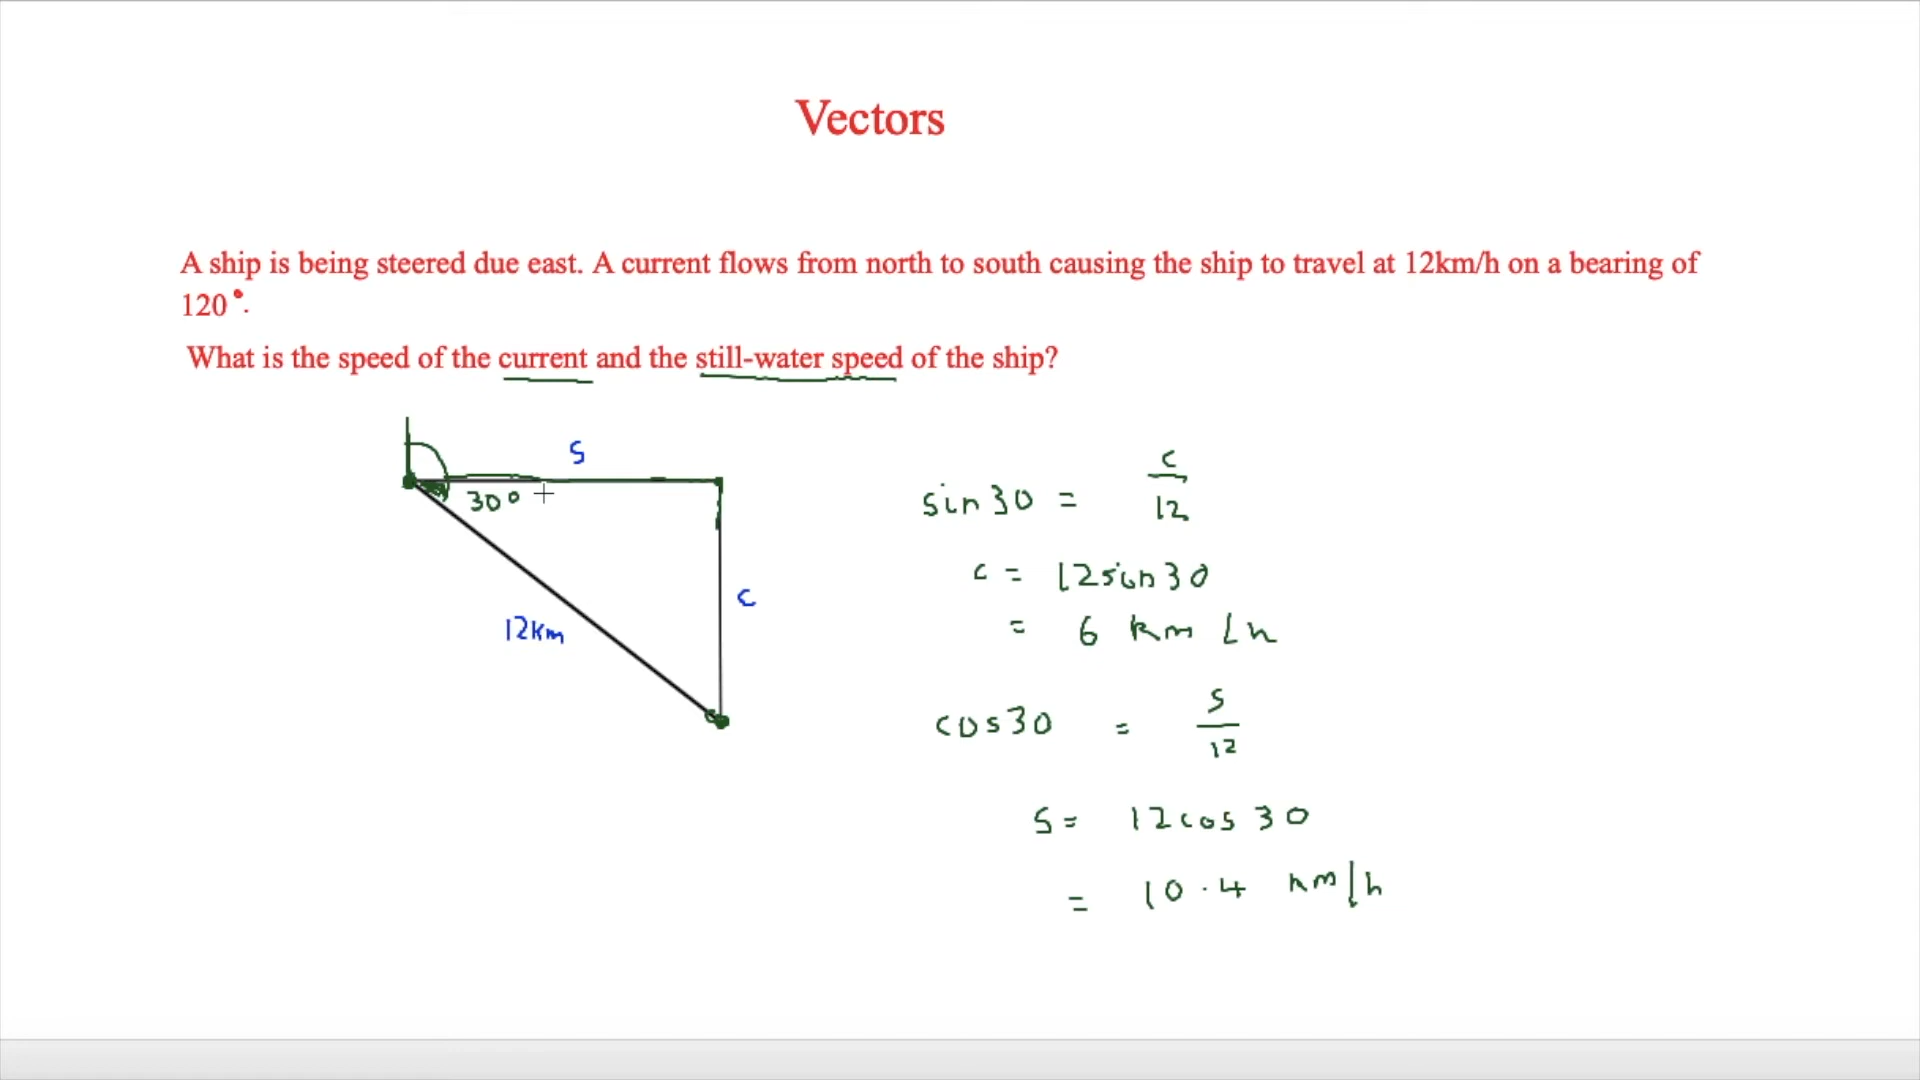 Vectors
A ship is being steered due east. A current flows from north to south causing the ship to travel at 12km/h on a bearing of
120°.
What is the speed of the current and the still-water speed of the ship?
S
30°
12km
c
sin30 = c/12
c = 12sin30
= 6 km/h
cos30 = S/12
S = 12cos30
= 10.4 km/h